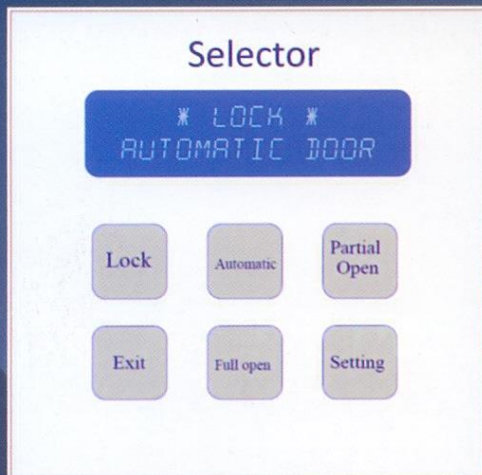 Selector
* LOCK *
AUTOMATIC DOOR
Lock
Automatic
Partial
Open
Exit
Full open
Setting